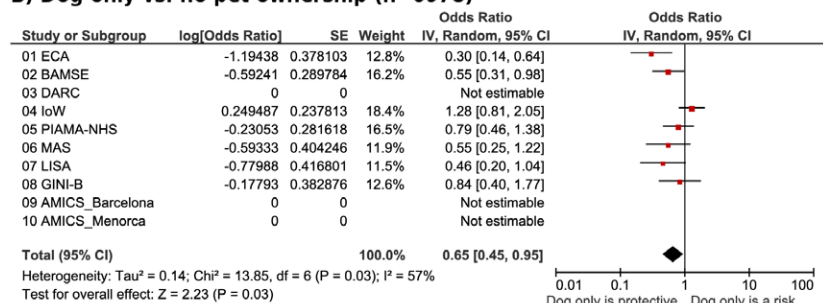 B) Dog only vs. no pet ownership (n=6978)
Odds Ratio Odds Ratio
Study or Subgroup log[Odds Ratio] SE Weight IV, Random, 95% CI IV, Random, 95% CI
01 ECA -1.19438 0.378103 12.8% 0.30 [0.14, 0.64]
02 BAMSE -0.59241 0.289784 16.2% 0.55 [0.31, 0.98]
03 DARC 0 0 Not estimable
04 IoW 0.249487 0.237813 18.4% 1.28 [0.81, 2.05]
05 PIAMA-NHS -0.23053 0.281618 16.5% 0.79 [0.46, 1.38]
06 MAS -0.59333 0.404246 11.9% 0.55 [0.25, 1.22]
07 LISA -0.77988 0.416801 11.5% 0.46 [0.20, 1.04]
08 GINI-B -0.17793 0.382876 12.6% 0.84 [0.40, 1.77]
09 AMICS_Barcelona 0 0 Not estimable
10 AMICS_Menorca 0 0 Not estimable
Total (95% CI) 100.0% 0.65 [0.45, 0.95]
Heterogeneity: Tau² = 0.14; Chi² = 13.85, df = 6 (P = 0.03); I² = 57%
Test for overall effect: Z = 2.23 (P = 0.03)
0.01 0.1 1 10 100
Dog only is protective Dog only is a risk